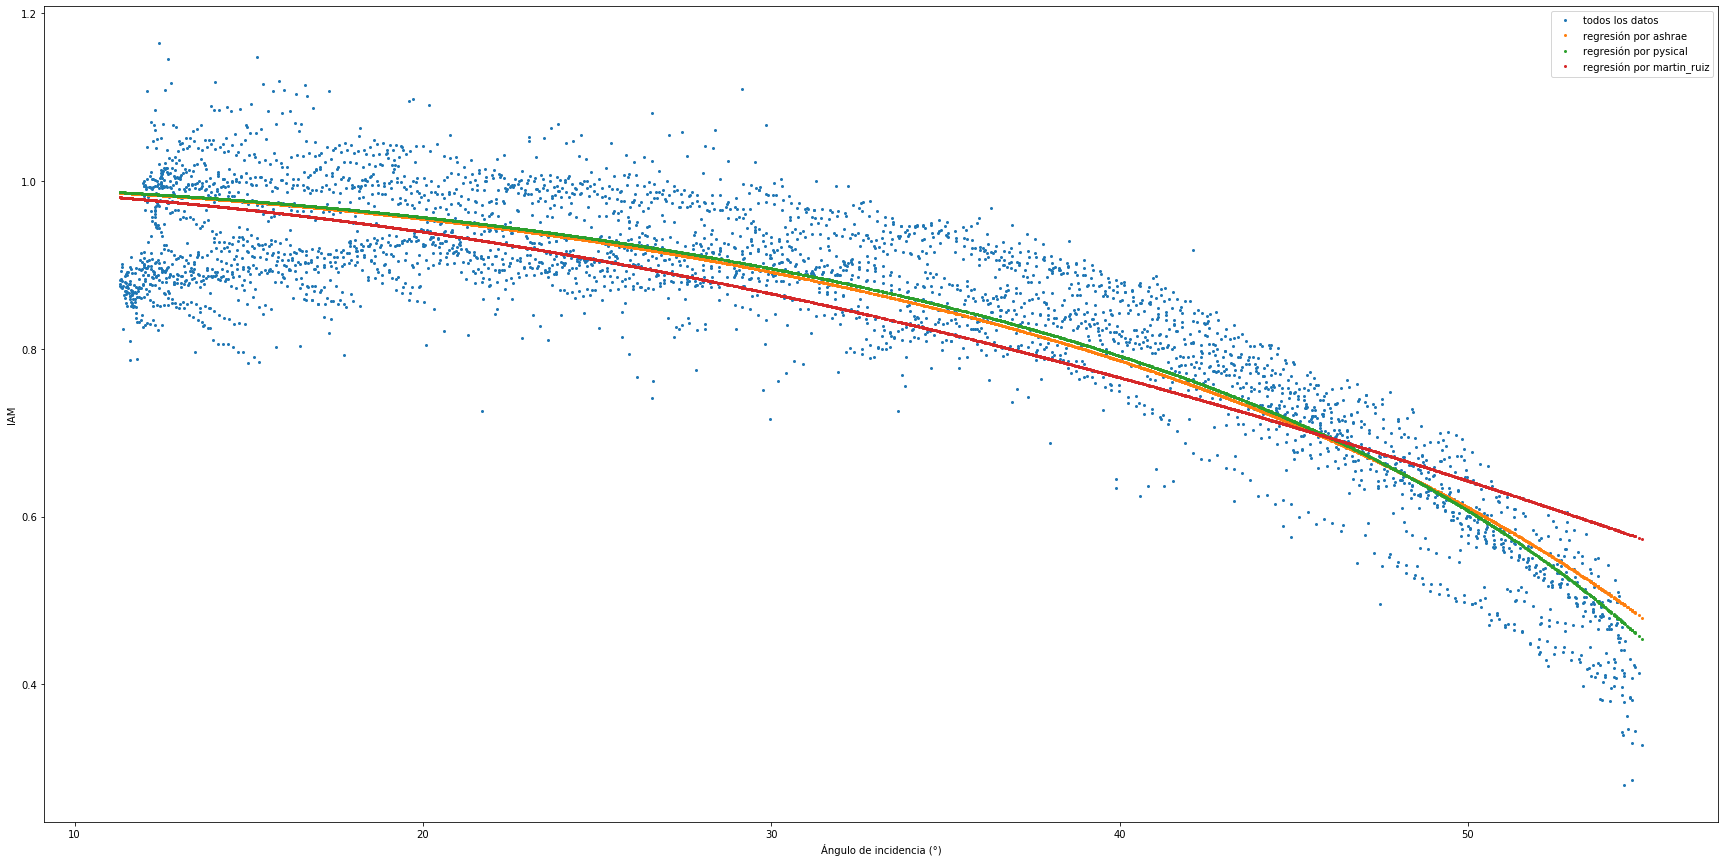 1.2
1.0
0.8
0.6
0.4
IAM
10
20
30
40
50
Ángulo de incidencia (°)
todos los datos
regresión por ashrae
regresión por pysical
regresión por martin_ruiz